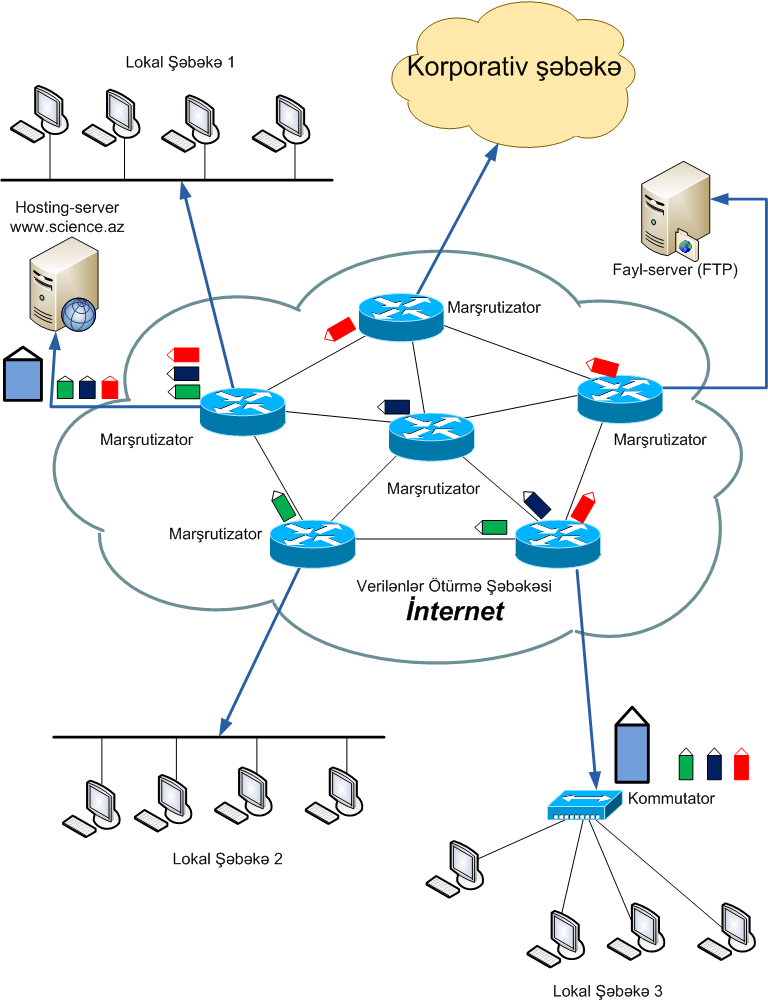 Lokal Şəbəkə 1
Korporativ şəbəkə
Hosting-server
www.science.az
Fayl-server (FTP)
Marşrutizator
Marşrutizator
Marşrutizator
Marşrutizator
Marşrutizator
Verilənlər Ötürmə Şəbəkəsi
İnternet
Kommutator
Lokal Şəbəkə 2
Lokal Şəbəkə 3